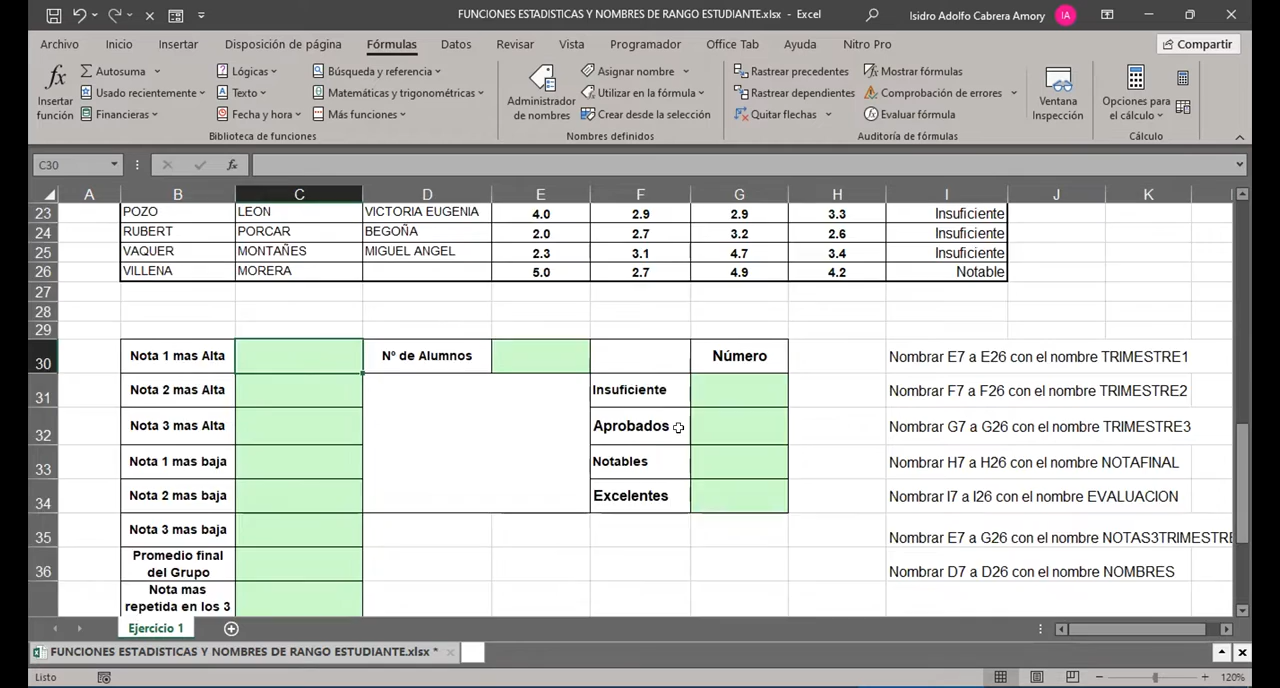 FUNCIONES ESTADISTICAS Y NOMBRES DE RANGO ESTUDIANTE.xlsx - Excel
Isidro Adolfo Cabrera Amory IA
Archivo Inicio Insertar Disposición de página Fórmulas Datos Revisar Vista Programador Office Tab Ayuda Nitro Pro Compartir
Insertar función
Autosuma
Usado recientemente
Financieras
Lógicas
Texto
Fecha y hora
Búsqueda y referencia
Matemáticas y trigonométricas
Más funciones
Biblioteca de funciones
Administrador de nombres
Asignar nombre
Utilizar en la fórmula
Crear desde la selección
Nombres definidos
Rastrear precedentes
Rastrear dependientes
Quitar flechas
Mostrar fórmulas
Comprobación de errores
Evaluar fórmula
Auditoría de fórmulas
Ventana Inspección
Opciones para el cálculo
Cálculo
C30 fx
A B C D E F G H I J K
23 POZO LEON VICTORIA EUGENIA 4.0 2.9 2.9 3.3 Insuficiente
24 RUBERT PORCAR BEGOÑA 2.0 2.7 3.2 2.6 Insuficiente
25 VAQUER MONTAÑES MIGUEL ANGEL 2.3 3.1 4.7 3.4 Insuficiente
26 VILLENA MORERA 5.0 2.7 4.9 4.2 Notable
27
28
29
30 Nota 1 mas Alta Nº de Alumnos Número Nombrar E7 a E26 con el nombre TRIMESTRE1
31 Nota 2 mas Alta Insuficiente Nombrar F7 a F26 con el nombre TRIMESTRE2
32 Nota 3 mas Alta Aprobados Nombrar G7 a G26 con el nombre TRIMESTRE3
33 Nota 1 mas baja Notables Nombrar H7 a H26 con el nombre NOTAFINAL
34 Nota 2 mas baja Excelentes Nombrar I7 a I26 con el nombre EVALUACION
35 Nota 3 mas baja Nombrar E7 a G26 con el nombre NOTAS3TRIMESTRE
36 Promedio final del Grupo Nombrar D7 a D26 con el nombre NOMBRES
Nota mas
repetida en los 3
Ejercicio 1
FUNCIONES ESTADISTICAS Y NOMBRES DE RANGO ESTUDIANTE.xlsx *
Listo 120%